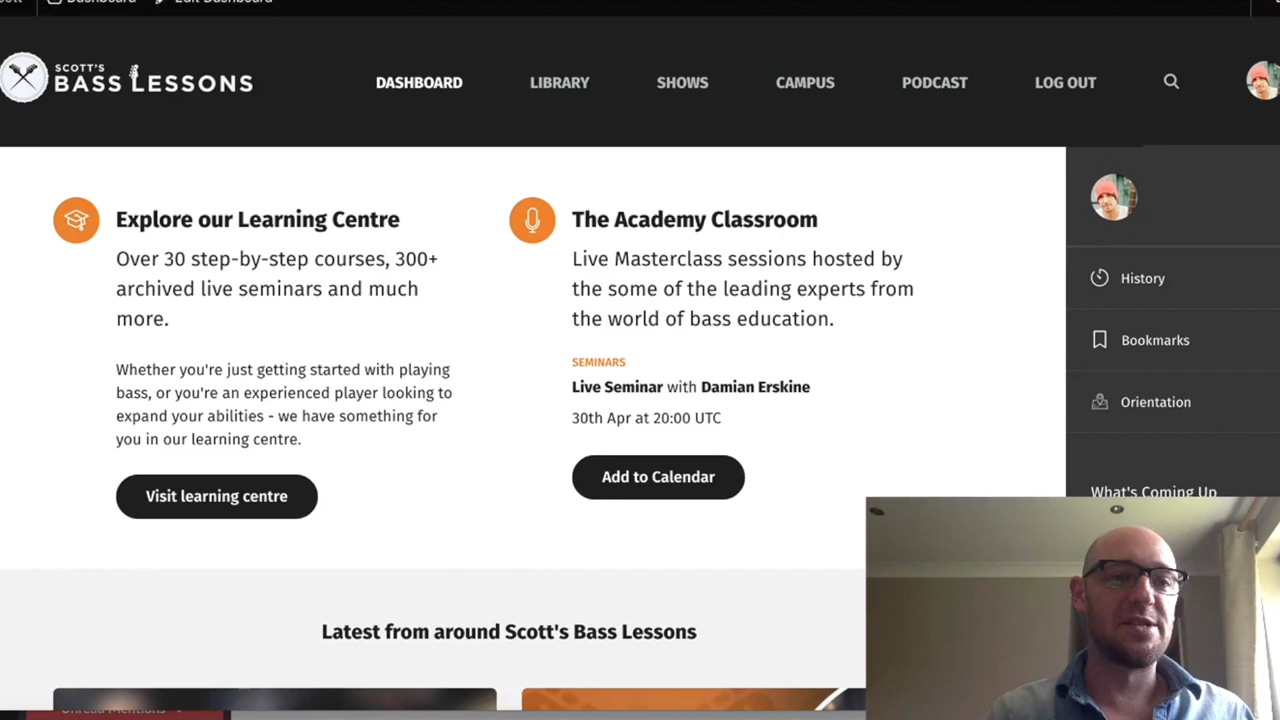 Dashboard
Edit Dashboard
SCOTT'S
BASS LESSONS
DASHBOARD
LIBRARY
SHOWS
CAMPUS
PODCAST
LOG OUT
Explore our Learning Centre
Over 30 step-by-step courses, 300+
archived live seminars and much
more.
Whether you're just getting started with playing
bass, or you're an experienced player looking to
expand your abilities - we have something for
you in our learning centre.
Visit learning centre
The Academy Classroom
Live Masterclass sessions hosted by
the some of the leading experts from
the world of bass education.
SEMINARS
Live Seminar with Damian Erskine
30th Apr at 20:00 UTC
Add to Calendar
History
Bookmarks
Orientation
What's Coming Up
Latest from around Scott's Bass Lessons
Unread Mentions